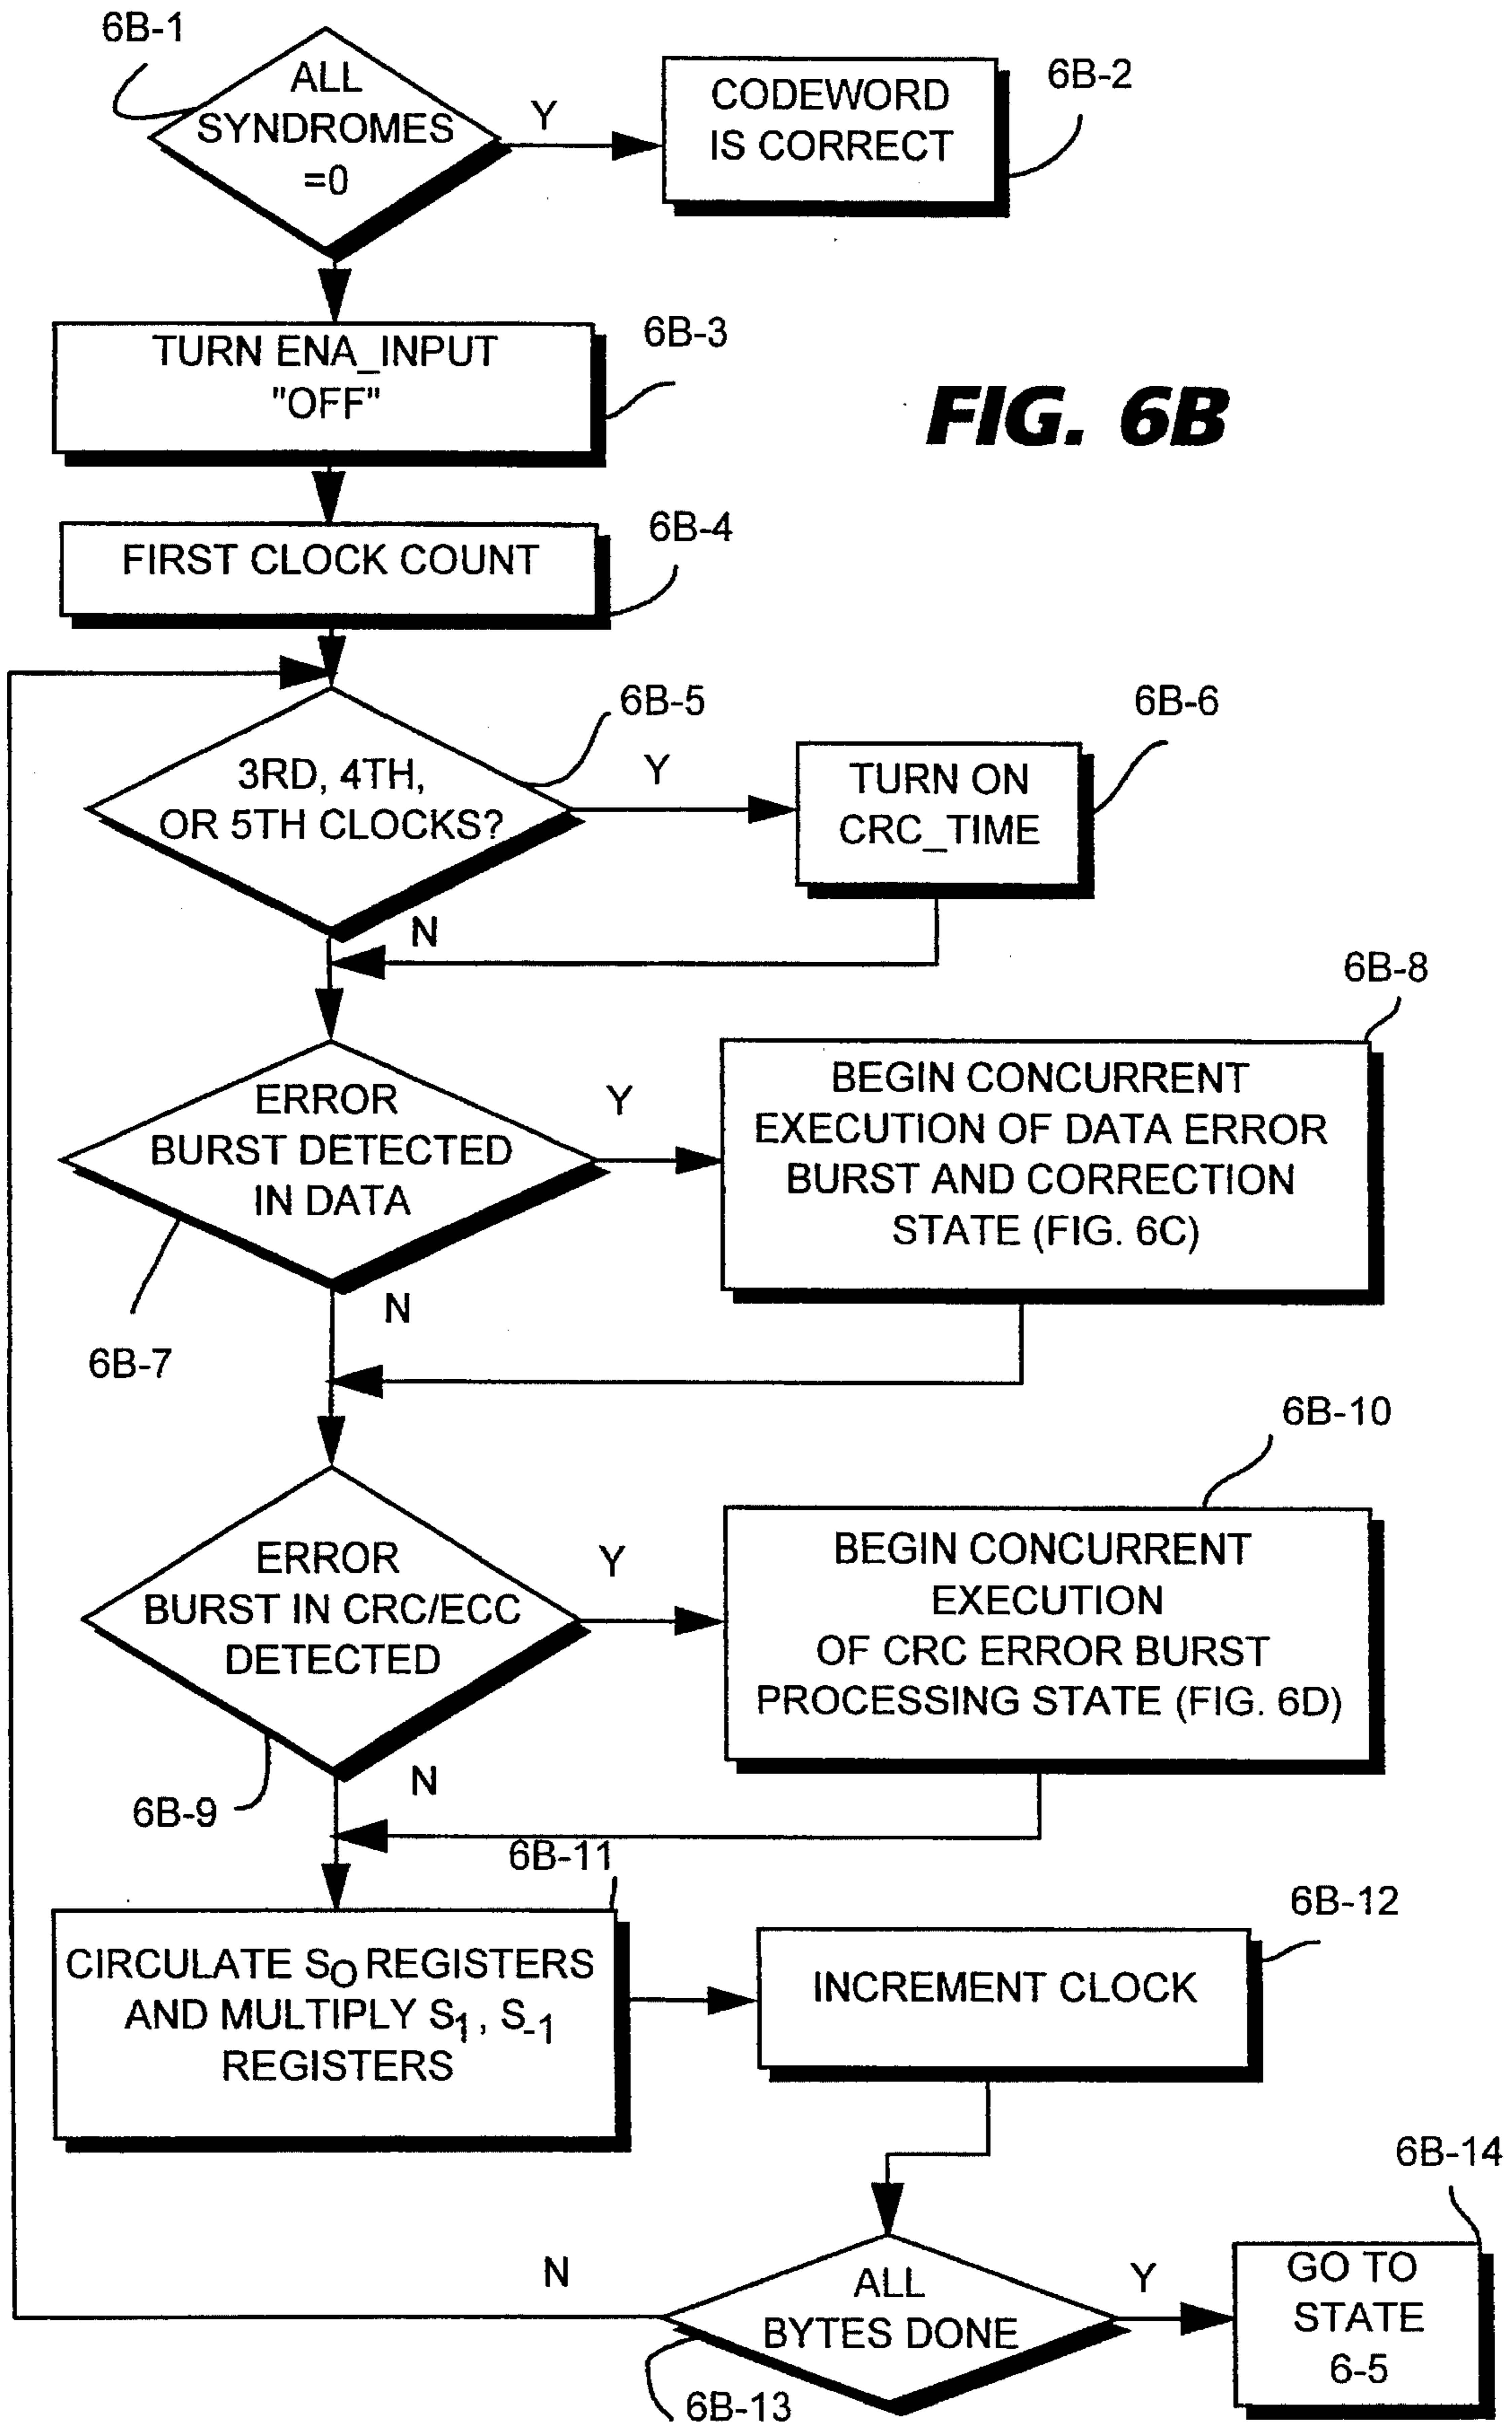 6B-1
ALL
SYNDROMES
=0
Y
CODEWORD
IS CORRECT
6B-2
TURN ENA_INPUT
"OFF"
6B-3
FIG. 6B
FIRST CLOCK COUNT
6B-4
3RD, 4TH,
OR 5TH CLOCKS?
6B-5
Y
N
TURN ON
CRC_TIME
6B-6
ERROR
BURST DETECTED
IN DATA
6B-7
Y
N
BEGIN CONCURRENT
EXECUTION OF DATA ERROR
BURST AND CORRECTION
STATE (FIG. 6C)
6B-8
ERROR
BURST IN CRC/ECC
DETECTED
6B-9
Y
N
BEGIN CONCURRENT
EXECUTION
OF CRC ERROR BURST
PROCESSING STATE (FIG. 6D)
6B-10
6B-11
CIRCULATE SO REGISTERS
AND MULTIPLY S1, S-1
REGISTERS
INCREMENT CLOCK
6B-12
ALL
BYTES DONE
6B-13
N
Y
GO TO
STATE
6-5
6B-14